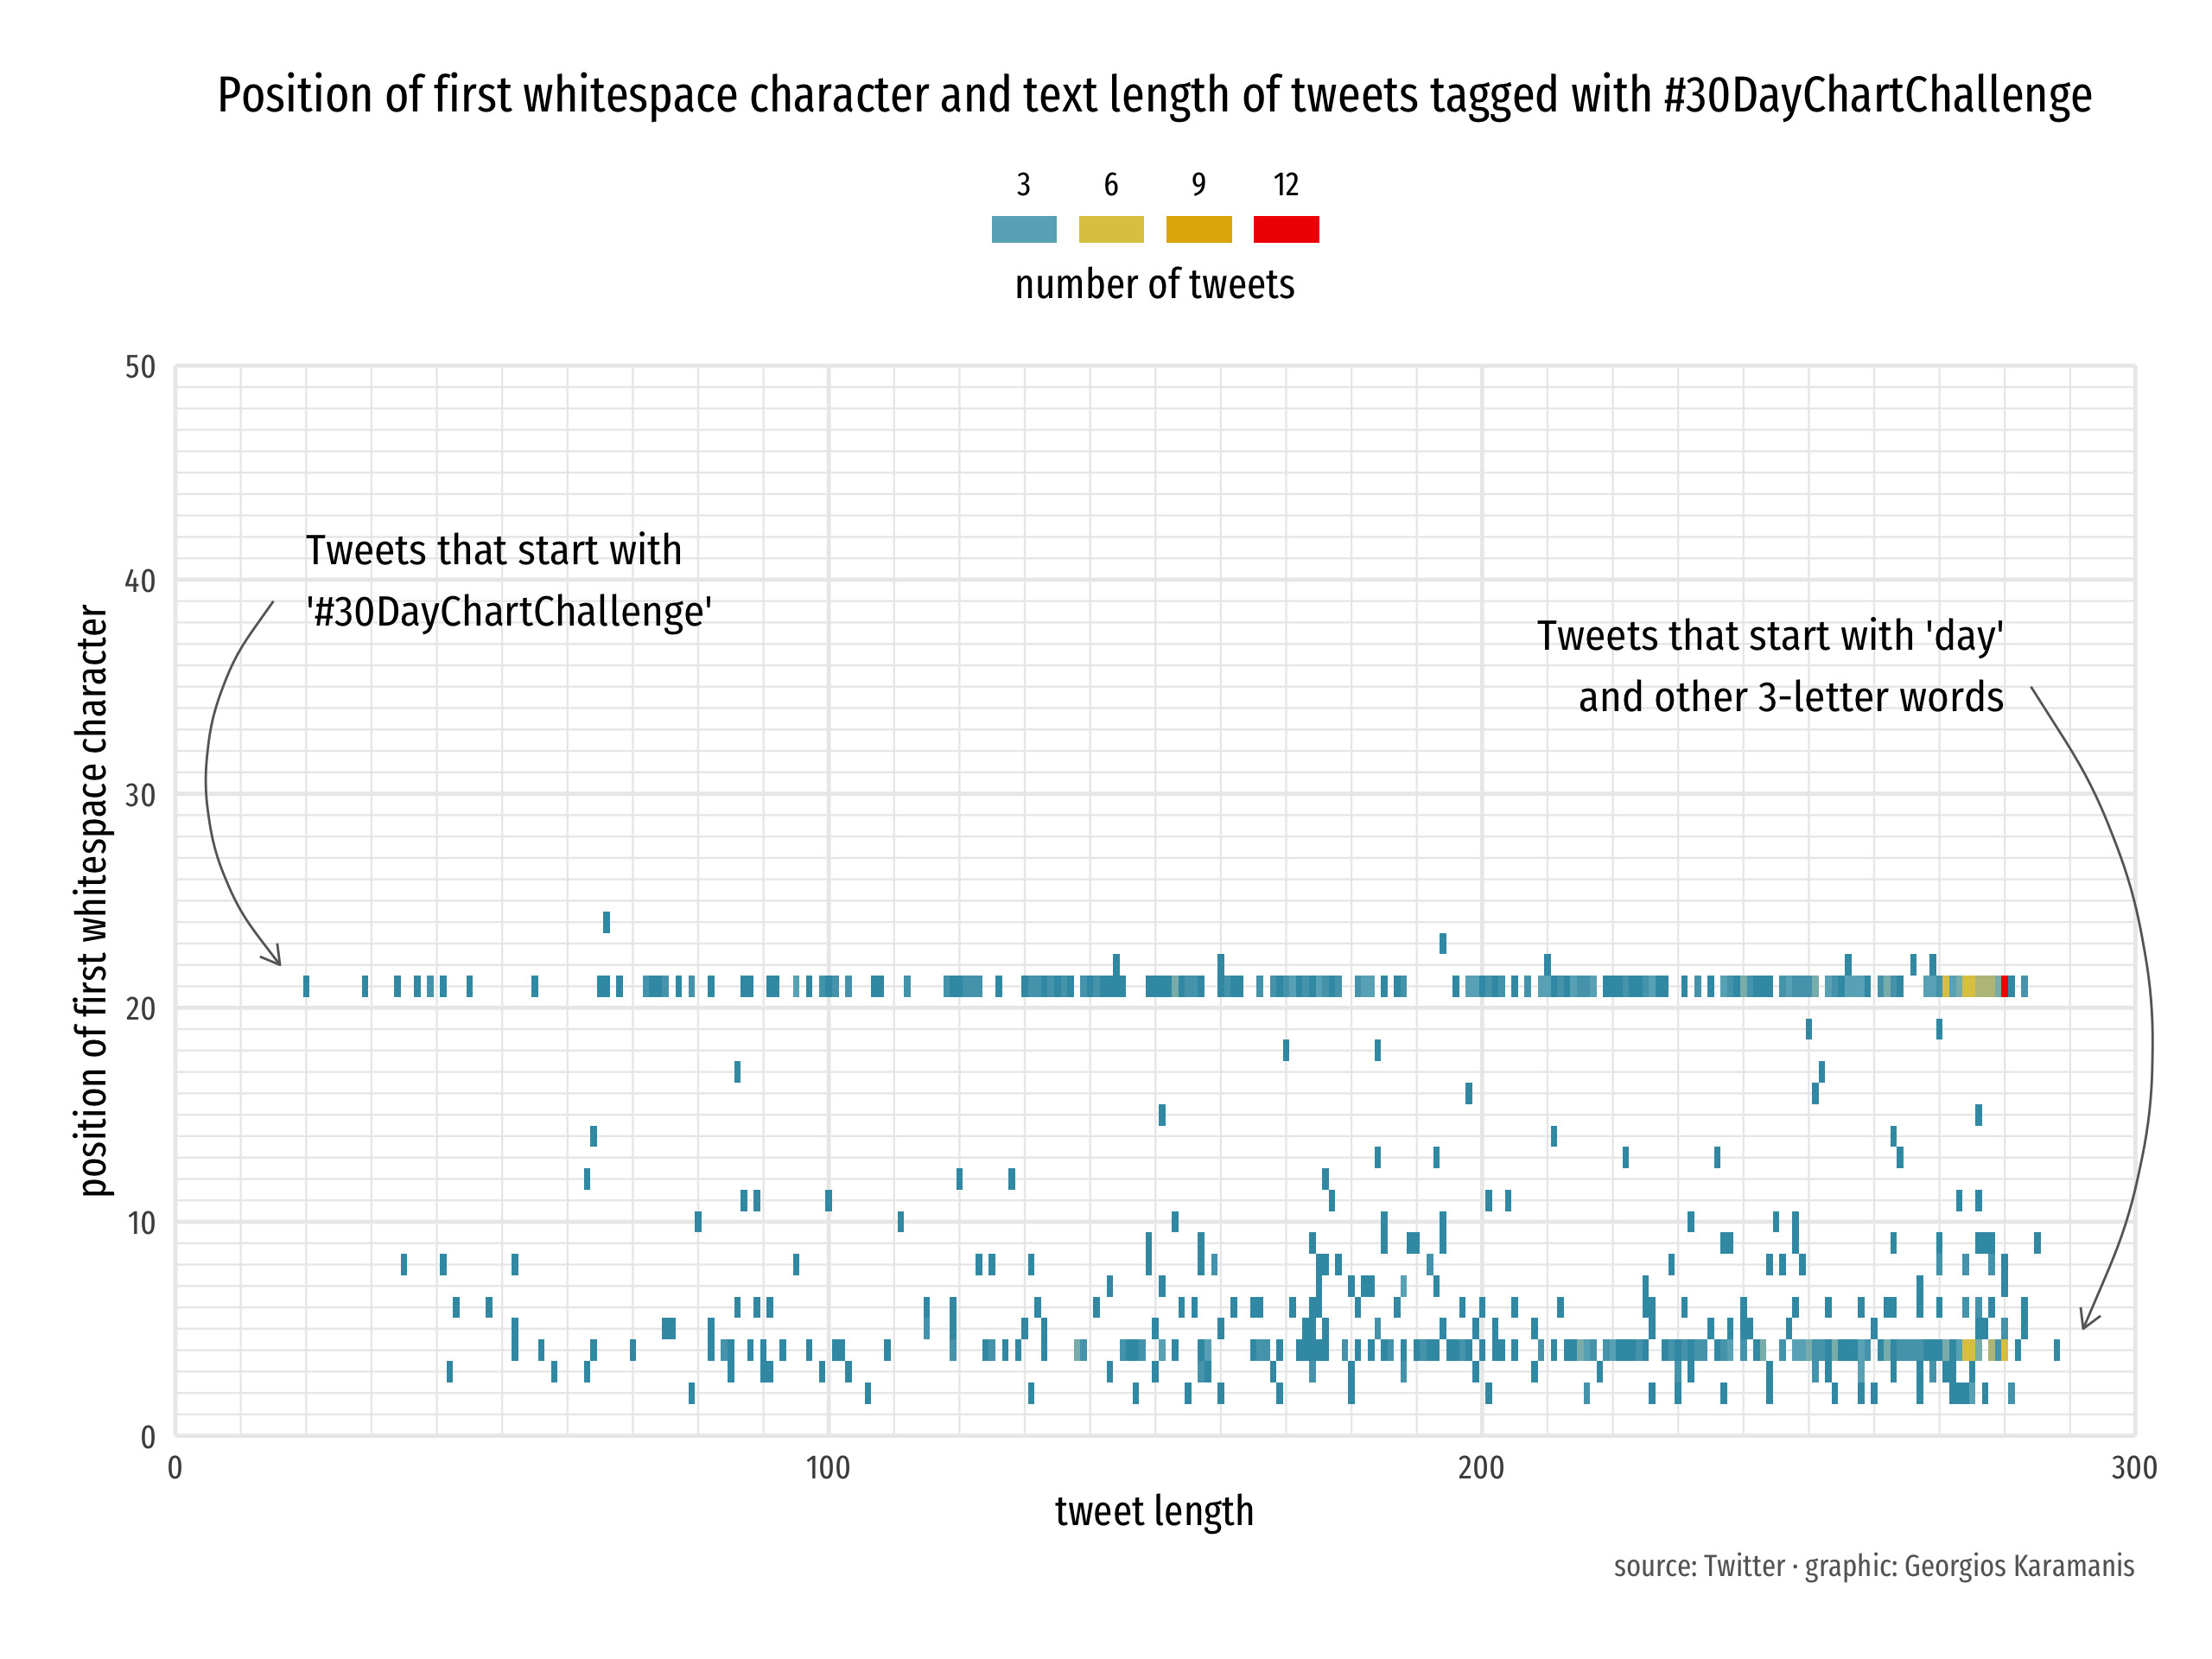 Position of first whitespace character and text length of tweets tagged with #30DayChartChallenge
3 6 9 12
number of tweets
50
40
30
20
10
0
position of first whitespace character
Tweets that start with
'#30DayChartChallenge'
Tweets that start with 'day'
and other 3-letter words
0 100 200 300
tweet length
source: Twitter · graphic: Georgios Karamanis